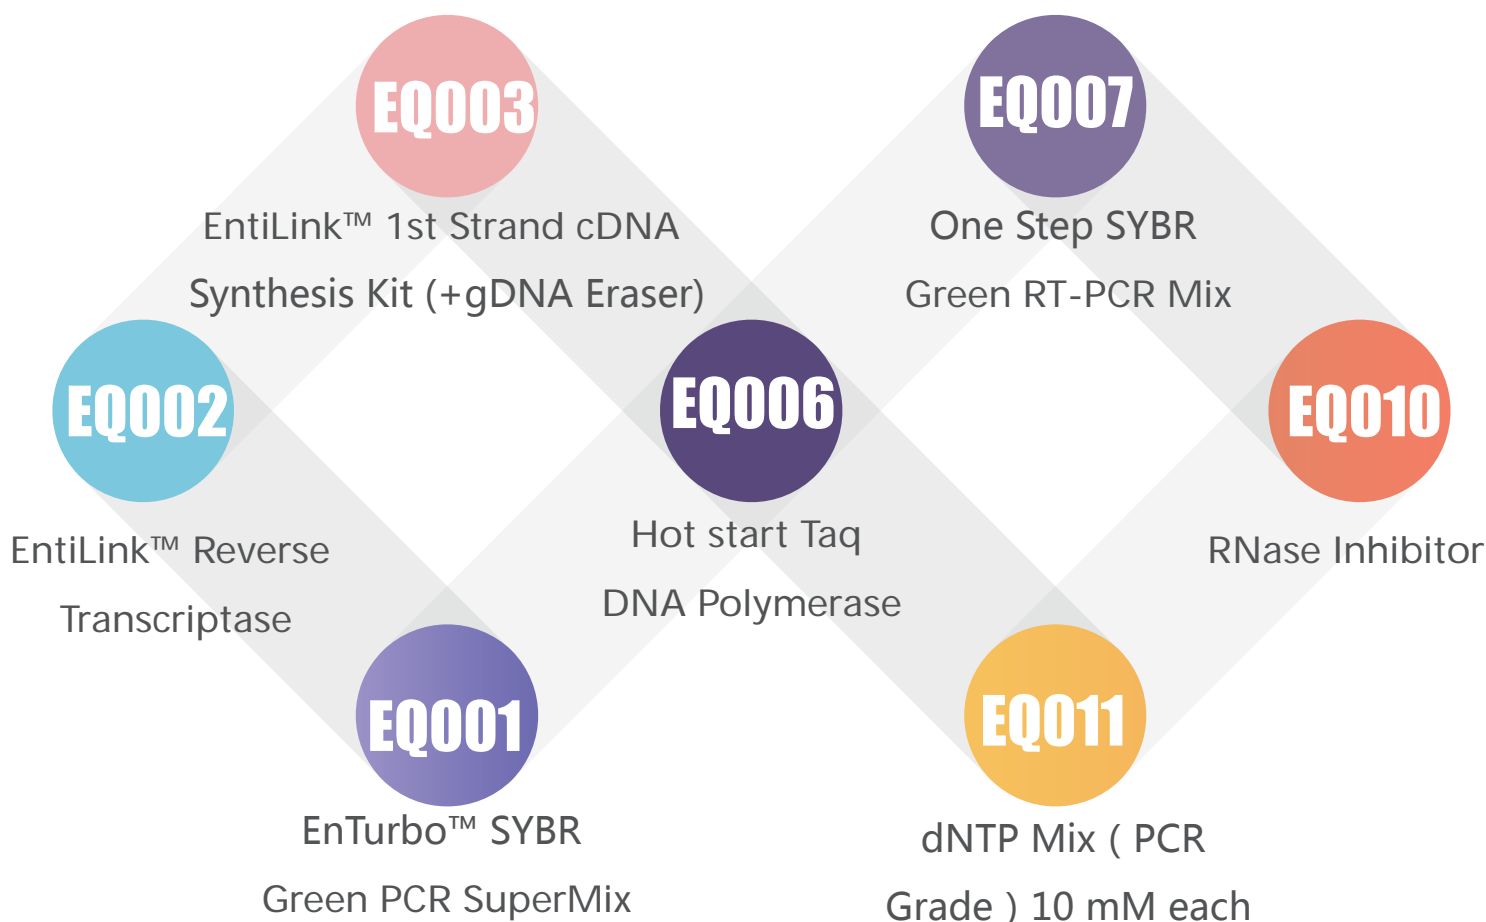 EQ003
EntiLink™ 1st Strand cDNA
Synthesis Kit (+gDNA Eraser)
EQ007
One Step SYBR
Green RT-PCR Mix
EQ002
EntiLink™ Reverse
Transcriptase
EQ006
Hot start Taq
DNA Polymerase
EQ010
RNase Inhibitor
EQ001
EnTurbo™ SYBR
Green PCR SuperMix
EQ011
dNTP Mix ( PCR
Grade ) 10 mM each